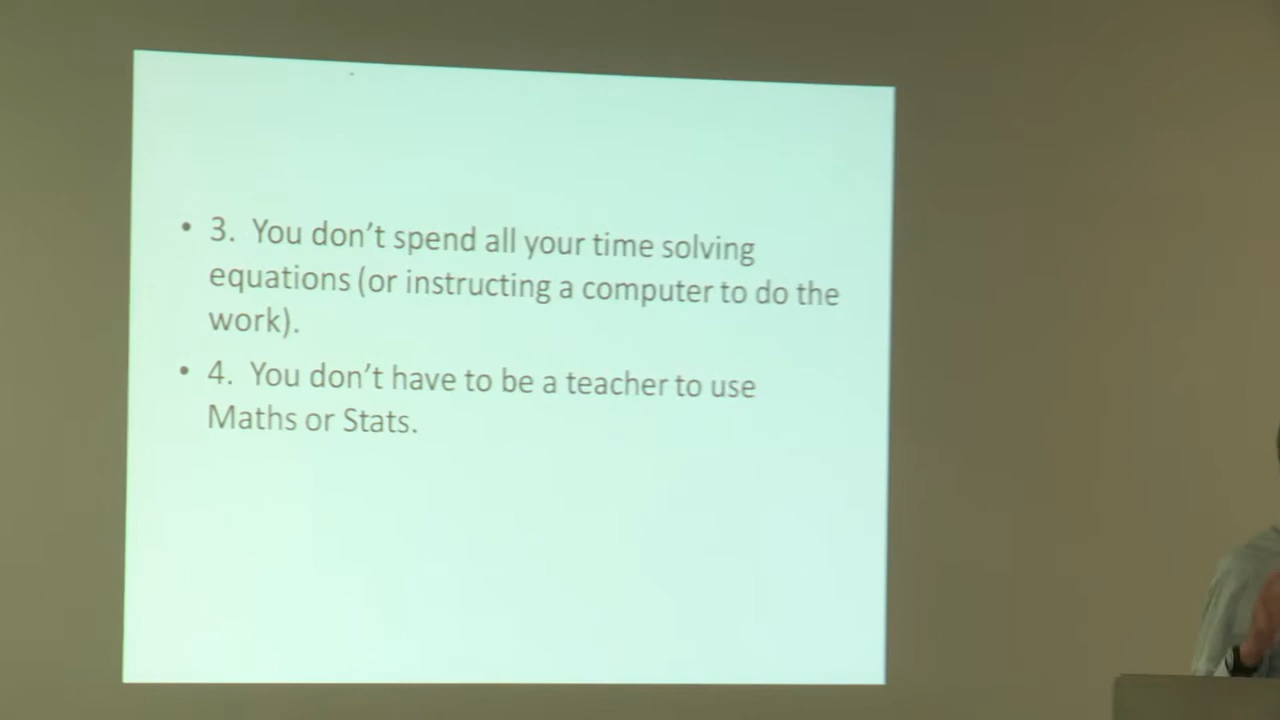 • 3. You don't spend all your time solving
equations (or instructing a computer to do the
work).
• 4. You don't have to be a teacher to use
Maths or Stats.